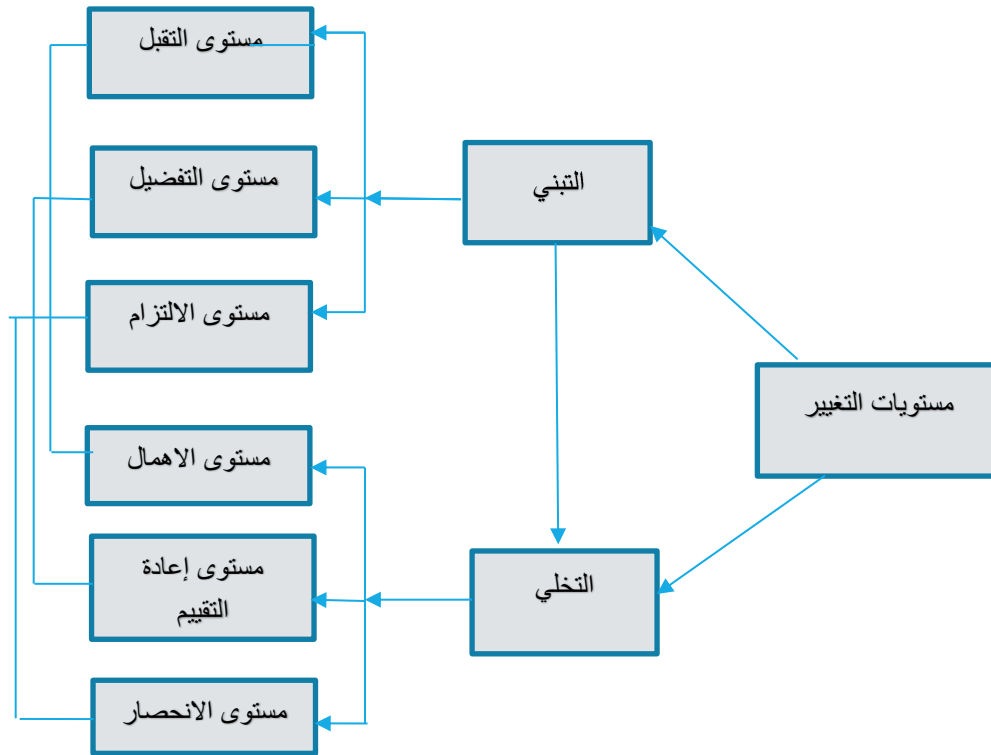 مستوى التقبل
مستوى التفضيل
التبني
مستوى الالتزام
مستويات التغيير
مستوى الاهمال
مستوى إعادة
التقييم
التخلي
مستوى الانحصار